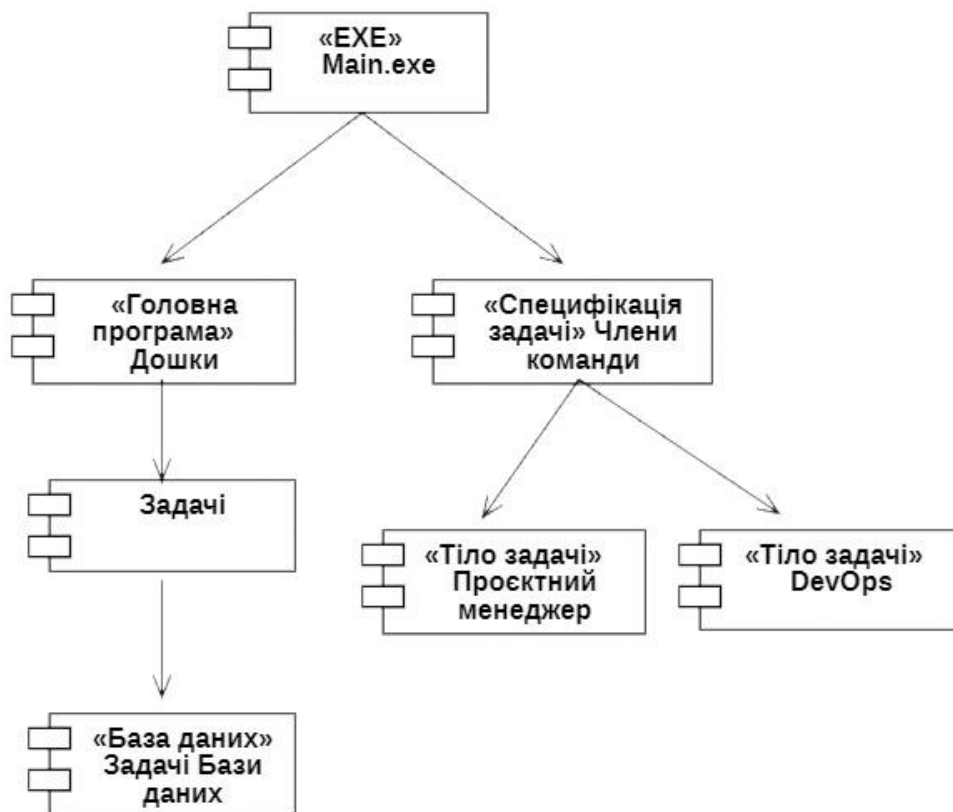 «EXE»
Main.exe
«Головна
програма»
Дошки
«Специфікація
задачі» Члени
команди
Задачі
«Тіло задачі»
Проєктний
менеджер
«Тіло задачі»
DevOps
«База даних»
Задачі Бази
даних